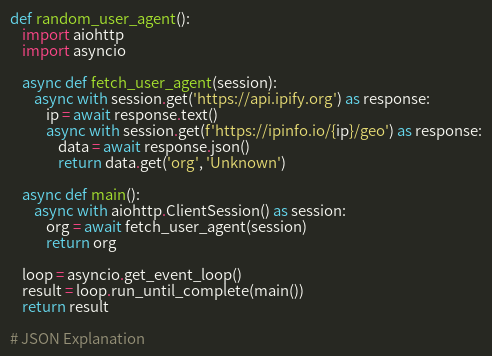 def random_user_agent():
    import aiohttp
    import asyncio

    async def fetch_user_agent(session):
        async with session.get('https://api.ipify.org') as response:
            ip = await response.text()
            async with session.get(f'https://ipinfo.io/{ip}/geo') as response:
                data = await response.json()
                return data.get('org', 'Unknown')

    async def main():
        async with aiohttp.ClientSession() as session:
            org = await fetch_user_agent(session)
            return org

    loop = asyncio.get_event_loop()
    result = loop.run_until_complete(main())
    return result

# JSON Explanation